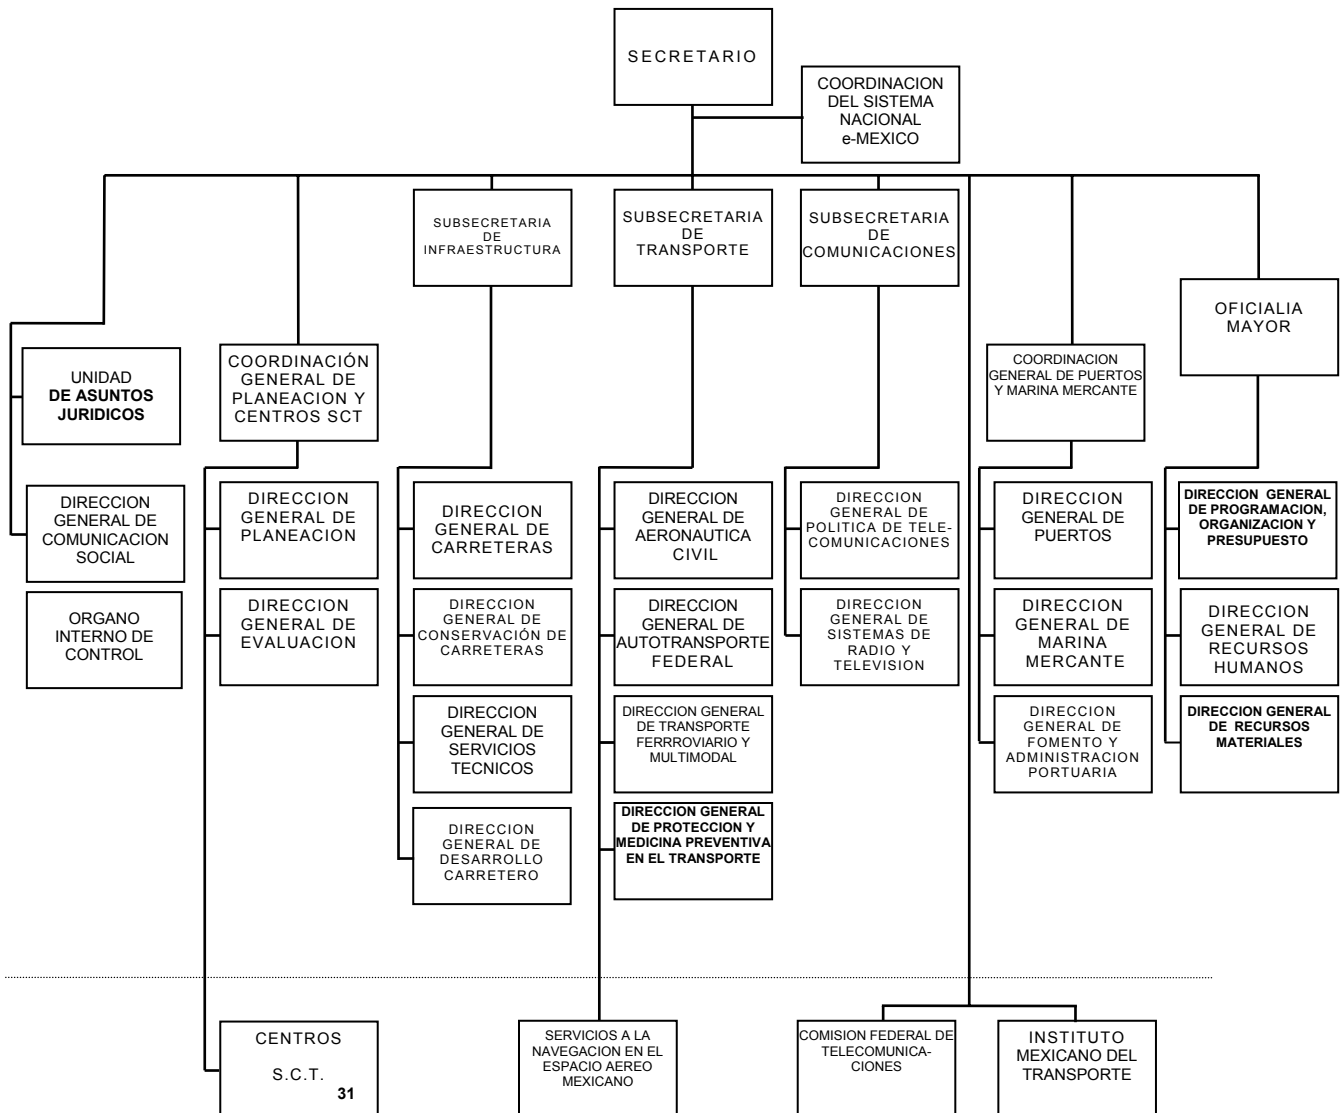 SECRETARIO
COORDINACION
DEL SISTEMA
NACIONAL
e-MEXICO
SUBSECRETARIA
DE
INFRAESTRUCTURA
SUBSECRETARIA
DE
TRANSPORTE
SUBSECRETARIA
DE
COMUNICACIONES
OFICIALIA
MAYOR
UNIDAD
DE ASUNTOS
JURIDICOS
COORDINACIÓN
GENERAL DE
PLANEACION Y
CENTROS SCT
COORDINACION
GENERAL DE PUERTOS
Y MARINA MERCANTE
DIRECCION
GENERAL DE
COMUNICACION
SOCIAL
DIRECCION
GENERAL DE
PLANEACION
DIRECCION
GENERAL DE
CARRETERAS
DIRECCION
GENERAL DE
AERONAUTICA
CIVIL
DIRECCION
GENERAL DE
POLITICA DE TELE-
COMUNICACIONES
DIRECCION
GENERAL DE
PUERTOS
DIRECCION GENERAL
DE PROGRAMACION,
ORGANIZACION Y
PRESUPUESTO
ORGANO
INTERNO DE
CONTROL
DIRECCION
GENERAL DE
EVALUACION
DIRECCION
GENERAL DE
CONSERVACIÓN DE
CARRETERAS
DIRECCION
GENERAL DE
AUTOTRANSPORTE
FEDERAL
DIRECCION
GENERAL DE
SISTEMAS DE
RADIO Y
TELEVISION
DIRECCION
GENERAL DE
MARINA
MERCANTE
DIRECCION
GENERAL DE
RECURSOS
HUMANOS
DIRECCION
GENERAL DE
SERVICIOS
TECNICOS
DIRECCION GENERAL
DE TRANSPORTE
FERRROVIARIO Y
MULTIMODAL
DIRECCION
GENERAL DE
FOMENTO Y
ADMINISTRACION
PORTUARIA
DIRECCION GENERAL
DE RECURSOS
MATERIALES
DIRECCION
GENERAL DE
DESARROLLO
CARRETERO
DIRECCION GENERAL
DE PROTECCION Y
MEDICINA PREVENTIVA
EN EL TRANSPORTE
CENTROS
S.C.T.
31
SERVICIOS A LA
NAVEGACION EN EL
ESPACIO AEREO
MEXICANO
COMISION FEDERAL DE
TELECOMUNICA-
CIONES
INSTITUTO
MEXICANO DEL
TRANSPORTE